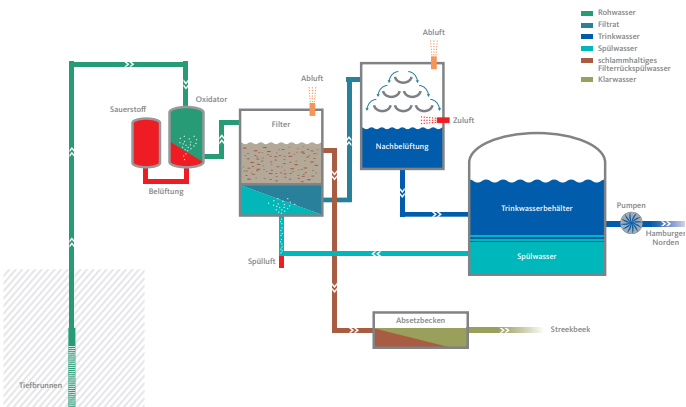 Rohwasser
Filtrat
Trinkwasser
Spülwasser
schlammhaltiges
Filterrückspülwasser
Klarwasser
Abluft
Abluft
Sauerstoff
Oxidator
Filter
Zuluft
Nachbelüftung
Belüftung
Trinkwasserbehälter
Pumpen
Hamburger
Norden
Spülwasser
Spülluft
Absetzbecken
Streekbeek
Tiefbrunnen